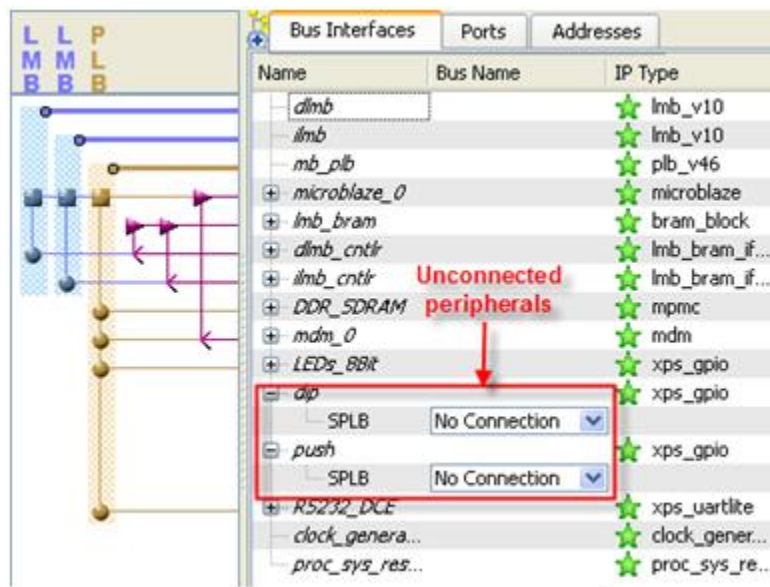 L L P
M M L
B B B
Bus Interfaces Ports Addresses
Name Bus Name IP Type
dlmb lmb_v10
ilmb lmb_v10
mb_plb plb_v46
microblaze_0 microblaze
lmb_bram bram_block
dlmb_cntlr lmb_bram_if...
ilmb_cntlr lmb_bram_if...
DDR_SDRAM mpmc
mdm_0 mdm
LEDs_8Bit xps_gpio
Unconnected
peripherals
dip xps_gpio
SPLB No Connection
push xps_gpio
SPLB No Connection
RS232_DCE xps_uartlite
clock_genera... clock_gener...
proc_sys_res... proc_sys_re...